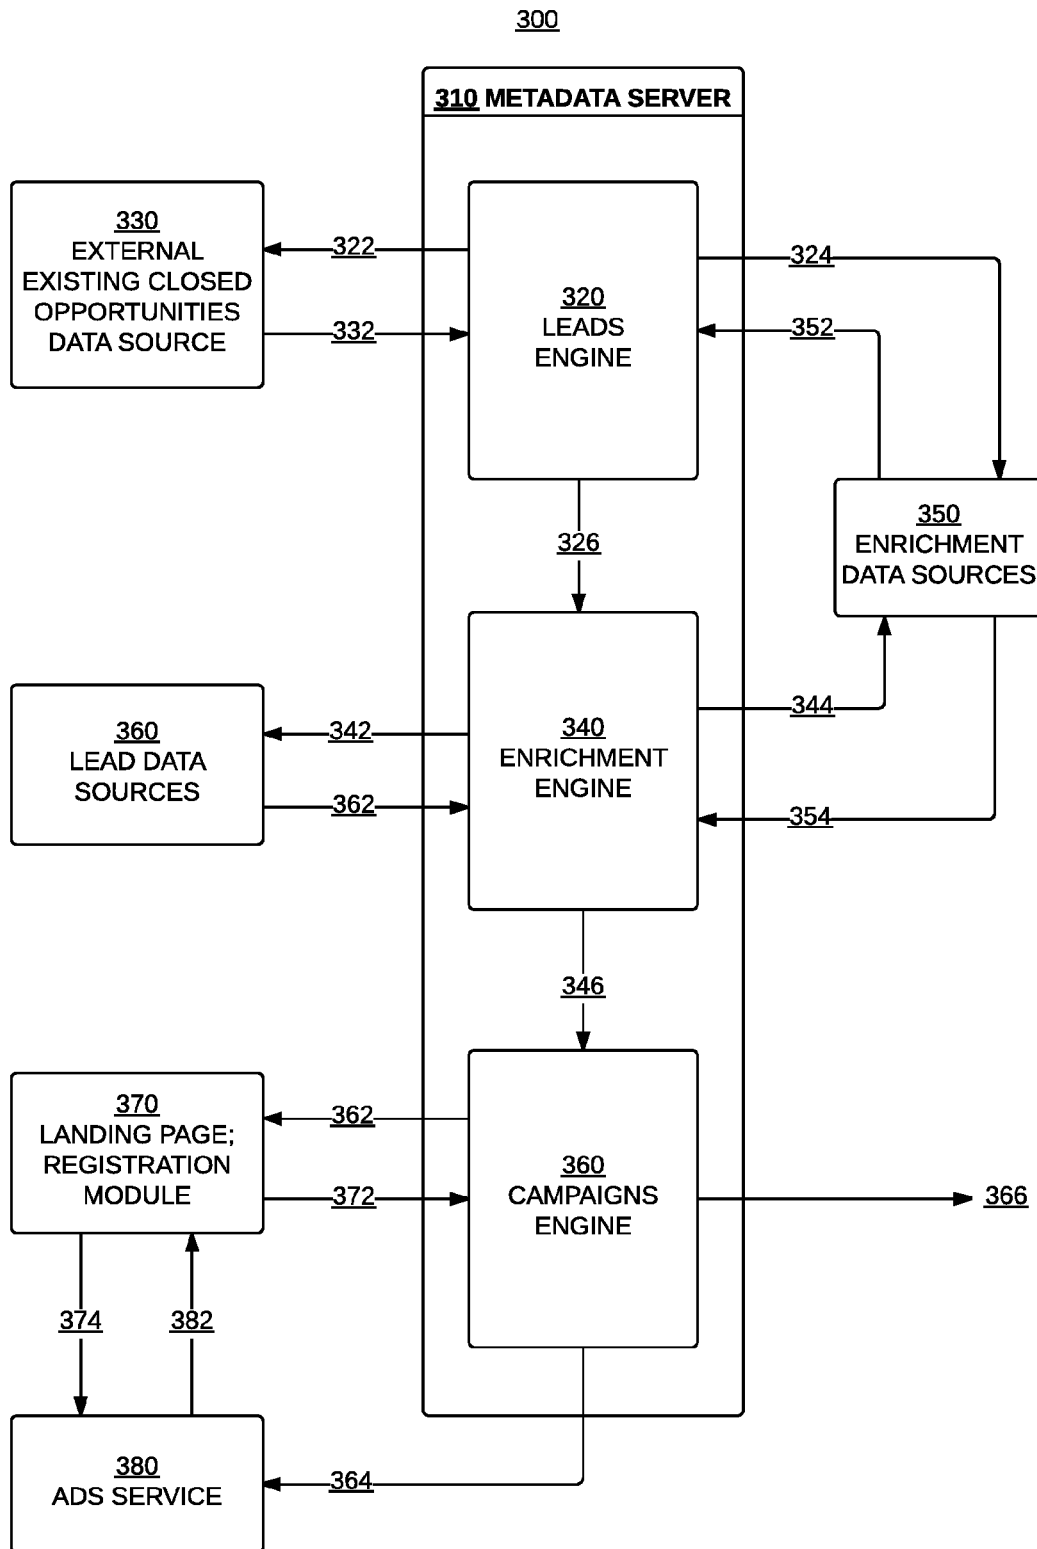 300
310 METADATA SERVER
330
EXTERNAL
EXISTING CLOSED
OPPORTUNITIES
DATA SOURCE
322
332
320
LEADS
ENGINE
324
352
350
ENRICHMENT
DATA SOURCES
326
360
LEAD DATA
SOURCES
342
362
340
ENRICHMENT
ENGINE
344
354
346
370
LANDING PAGE;
REGISTRATION
MODULE
362
372
360
CAMPAIGNS
ENGINE
366
374
382
380
ADS SERVICE
364